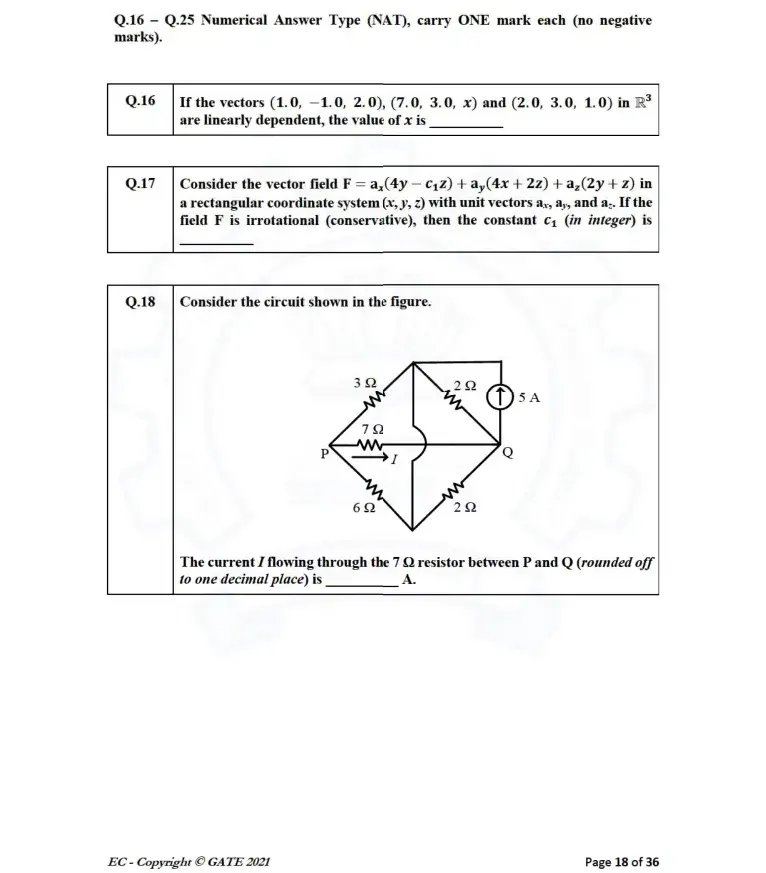 Q.16 – Q.25 Numerical Answer Type (NAT), carry ONE mark each (no negative
marks).
Q.16 If the vectors (1.0, −1.0, 2.0), (7.0, 3.0, x) and (2.0, 3.0, 1.0) in ℝ³
are linearly dependent, the value of x is __________
Q.17 Consider the vector field F = aₓ(4y − c₁z) + a_y(4x + 2z) + a_z(2y + z) in
a rectangular coordinate system (x, y, z) with unit vectors aₓ, a_y, and a_z. If the
field F is irrotational (conservative), then the constant c₁ (in integer) is
__________
Q.18 Consider the circuit shown in the figure.
3 Ω
2 Ω
5 A
7 Ω
P
I
Q
6 Ω
2 Ω
The current I flowing through the 7 Ω resistor between P and Q (rounded off
to one decimal place) is __________ A.
EC - Copyright © GATE 2021
Page 18 of 36